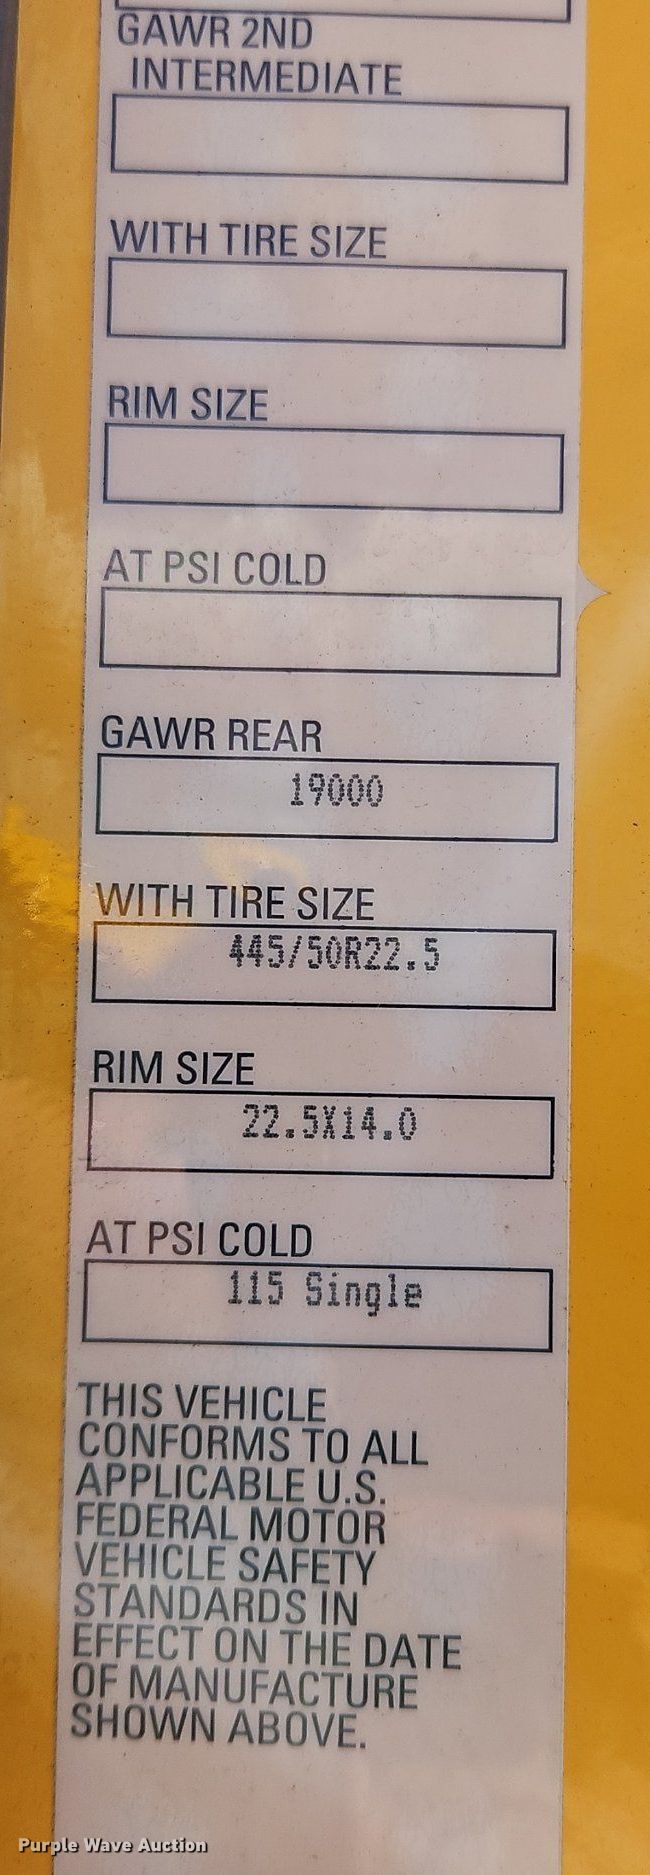 GAWR 2ND
INTERMEDIATE
WITH TIRE SIZE
RIM SIZE
AT PSI COLD
GAWR REAR
19000
WITH TIRE SIZE
445/50R22.5
RIM SIZE
22.5X14.0
AT PSI COLD
115 Single
THIS VEHICLE
CONFORMS TO ALL
APPLICABLE U.S.
FEDERAL MOTOR
VEHICLE SAFETY
STANDARDS IN
EFFECT ON THE DATE
OF MANUFACTURE
SHOWN ABOVE.
Purple Wave Auction